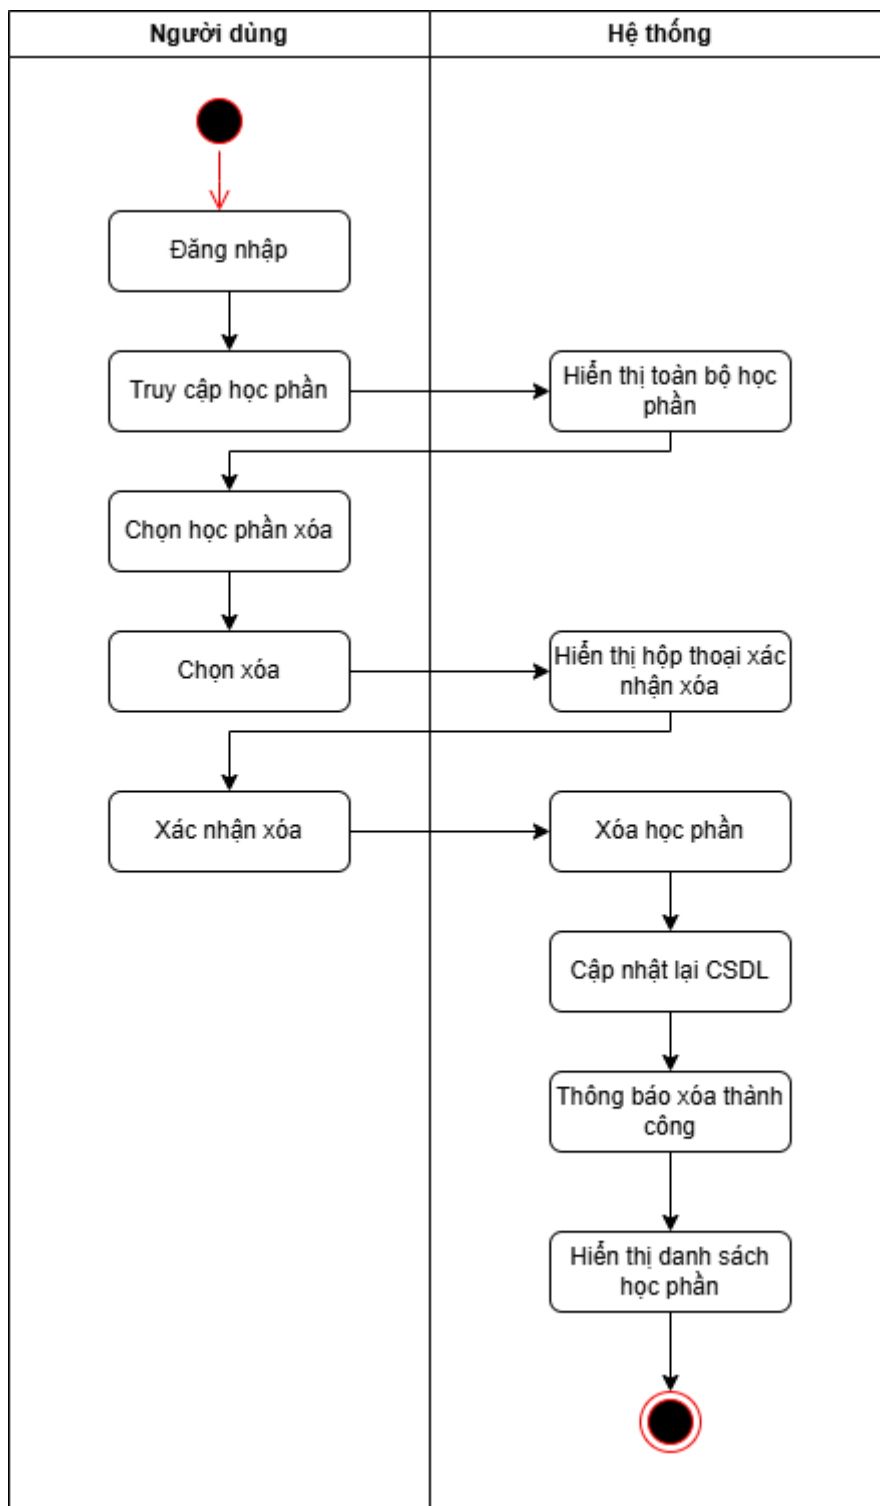 Người dùng
Hệ thống
Đăng nhập
Truy cập học phần
Hiển thị toàn bộ học
phần
Chọn học phần xóa
Chọn xóa
Hiển thị hộp thoại xác
nhận xóa
Xác nhận xóa
Xóa học phần
Cập nhật lại CSDL
Thông báo xóa thành
công
Hiển thị danh sách
học phần